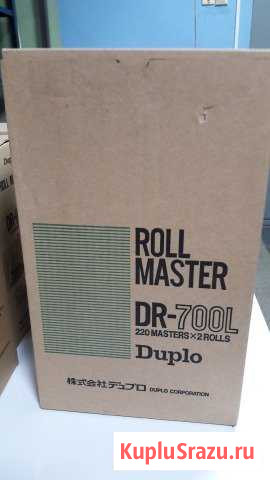 ROLL
MASTER
DR-700L
220 MASTERS×2 ROLLS
Duplo
株式会社デュプロ DUPLO CORPORATION
Duplo
KupluSrazu.ru